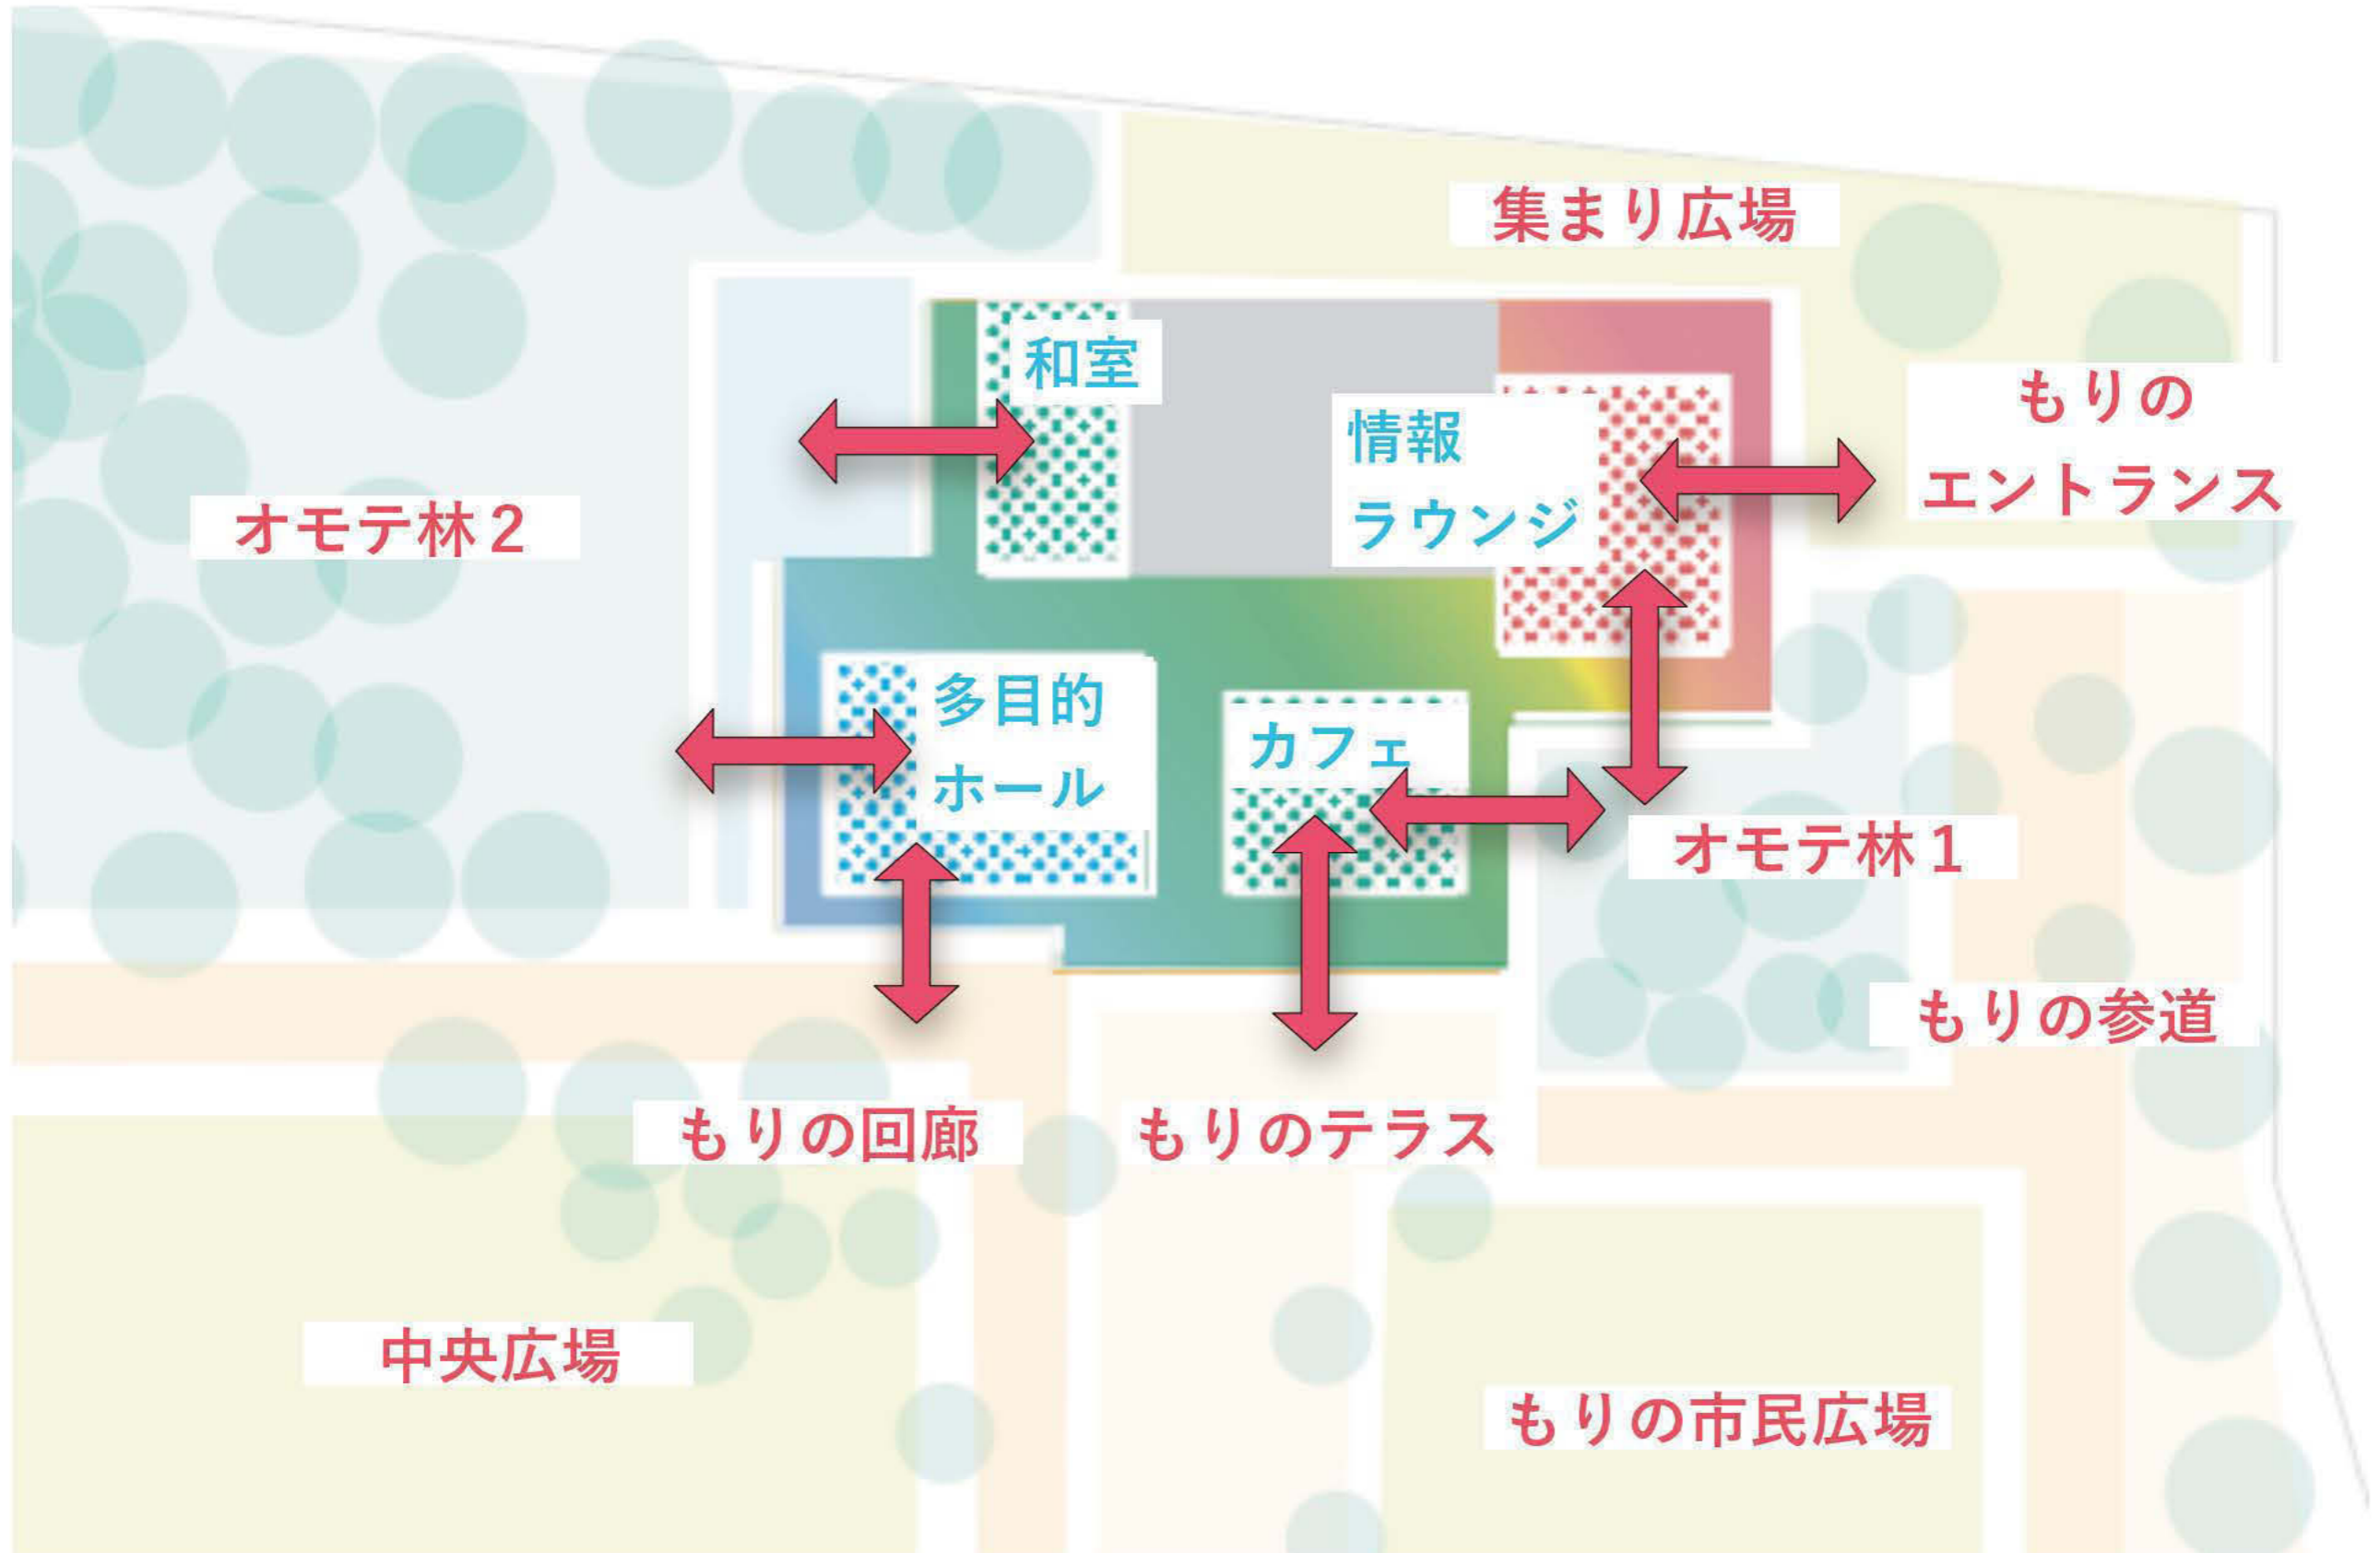 集まり広場
和室
もりの
エントランス
情報
ラウンジ
オモテ林2
多目的
ホール
カフェ
オモテ林1
もりの参道
もりの回廊
もりのテラス
中央広場
もりの市民広場